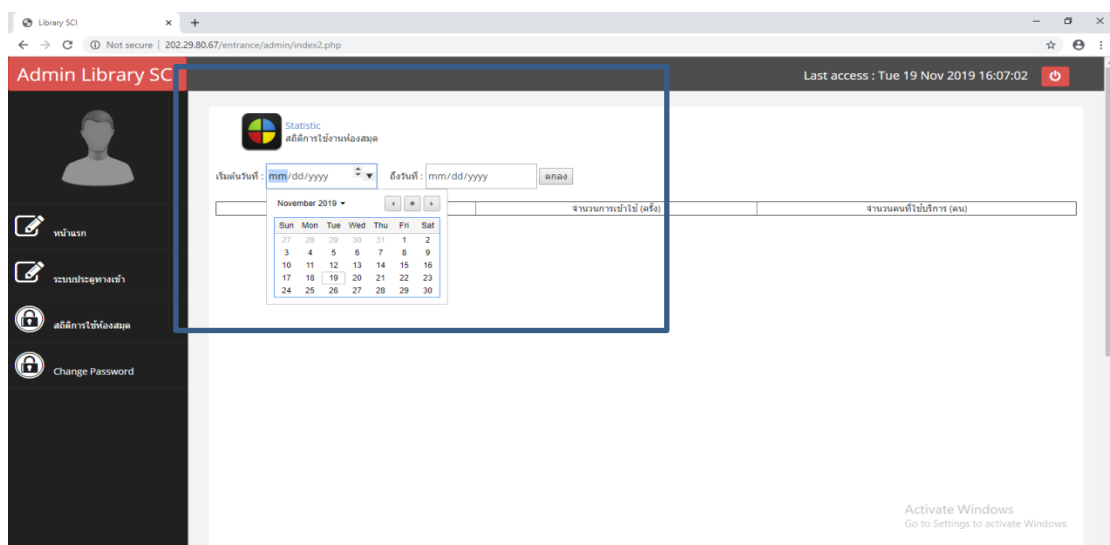 Library SCI
Not secure | 202.29.80.67/entrance/admin/index2.php
Admin Library SC
Last access : Tue 19 Nov 2019 16:07:02
Statistic
สถิติการใช้งานห้องสมุด
เริ่มต้นวันที่ : mm/dd/yyyy ถึงวันที่ : mm/dd/yyyy ตกลง
November 2019
จำนวนการเข้าใช้ (ครั้ง) จำนวนคนที่ใช้บริการ (คน)
Sun Mon Tue Wed Thu Fri Sat
27 28 29 30 31 1 2
3 4 5 6 7 8 9
10 11 12 13 14 15 16
17 18 19 20 21 22 23
24 25 26 27 28 29 30
หน้าแรก
ระบบประตูทางเข้า
สถิติการใช้ห้องสมุด
Change Password
Activate Windows
Go to Settings to activate Windows.